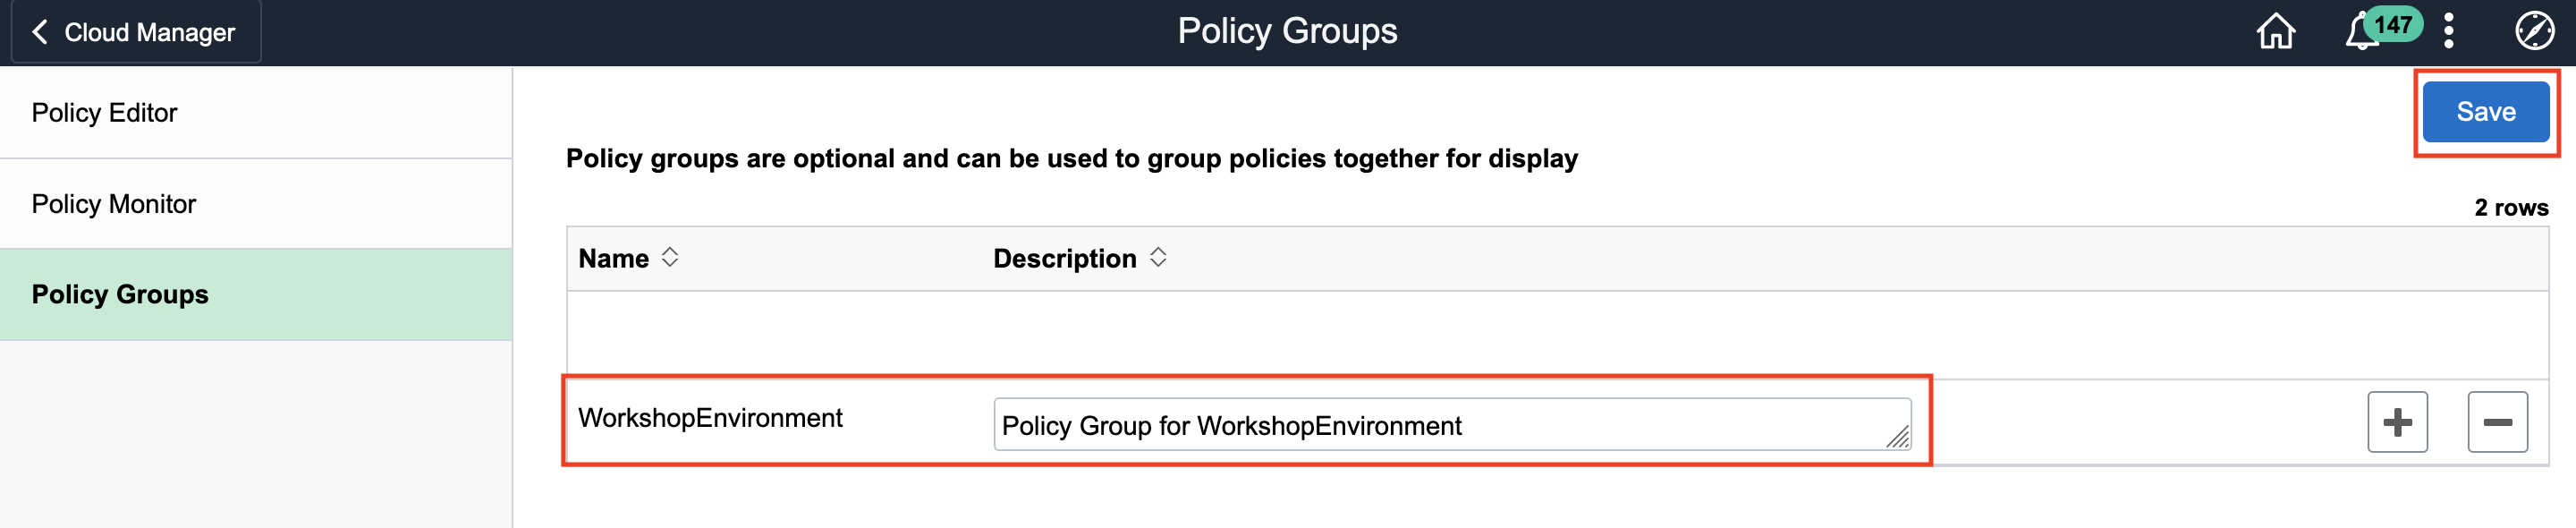 Cloud Manager
Policy Groups
147
Policy Editor
Policy Monitor
Policy Groups
Save
Policy groups are optional and can be used to group policies together for display
2 rows
Name Description
WorkshopEnvironment Policy Group for WorkshopEnvironment